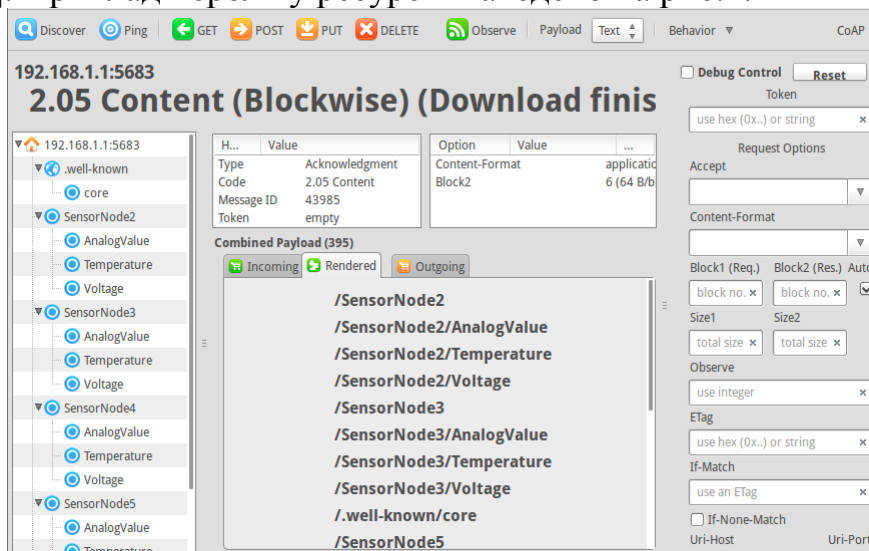 Discover Ping GET POST PUT DELETE Observe Payload Text Behavior CoAP
192.168.1.1:5683
2.05 Content (Blockwise) (Download finis
192.168.1.1:5683
.well-known
core
SensorNode2
AnalogValue
Temperature
Voltage
SensorNode3
AnalogValue
Temperature
Voltage
SensorNode4
AnalogValue
Temperature
Voltage
SensorNode5
AnalogValue
H... Value
Type Acknowledgment
Code 2.05 Content
Message ID 43985
Token empty
Option Value ...
Content-Format applicatio
Block2 6 (64 B/b
Combined Payload (395)
Incoming Rendered Outgoing
/SensorNode2
/SensorNode2/AnalogValue
/SensorNode2/Temperature
/SensorNode2/Voltage
/SensorNode3
/SensorNode3/AnalogValue
/SensorNode3/Temperature
/SensorNode3/Voltage
/.well-known/core
/SensorNode5
Debug Control Reset
Token
use hex (0x..) or string ×
Request Options
Accept
Content-Format
Block1 (Req.) Block2 (Res.) Auto
block no. × block no. ×
Size1 Size2
total size × total size ×
Observe
use integer ×
ETag
use hex (0x..) or string ×
If-Match
use an ETag ×
If-None-Match
Uri-Host Uri-Port